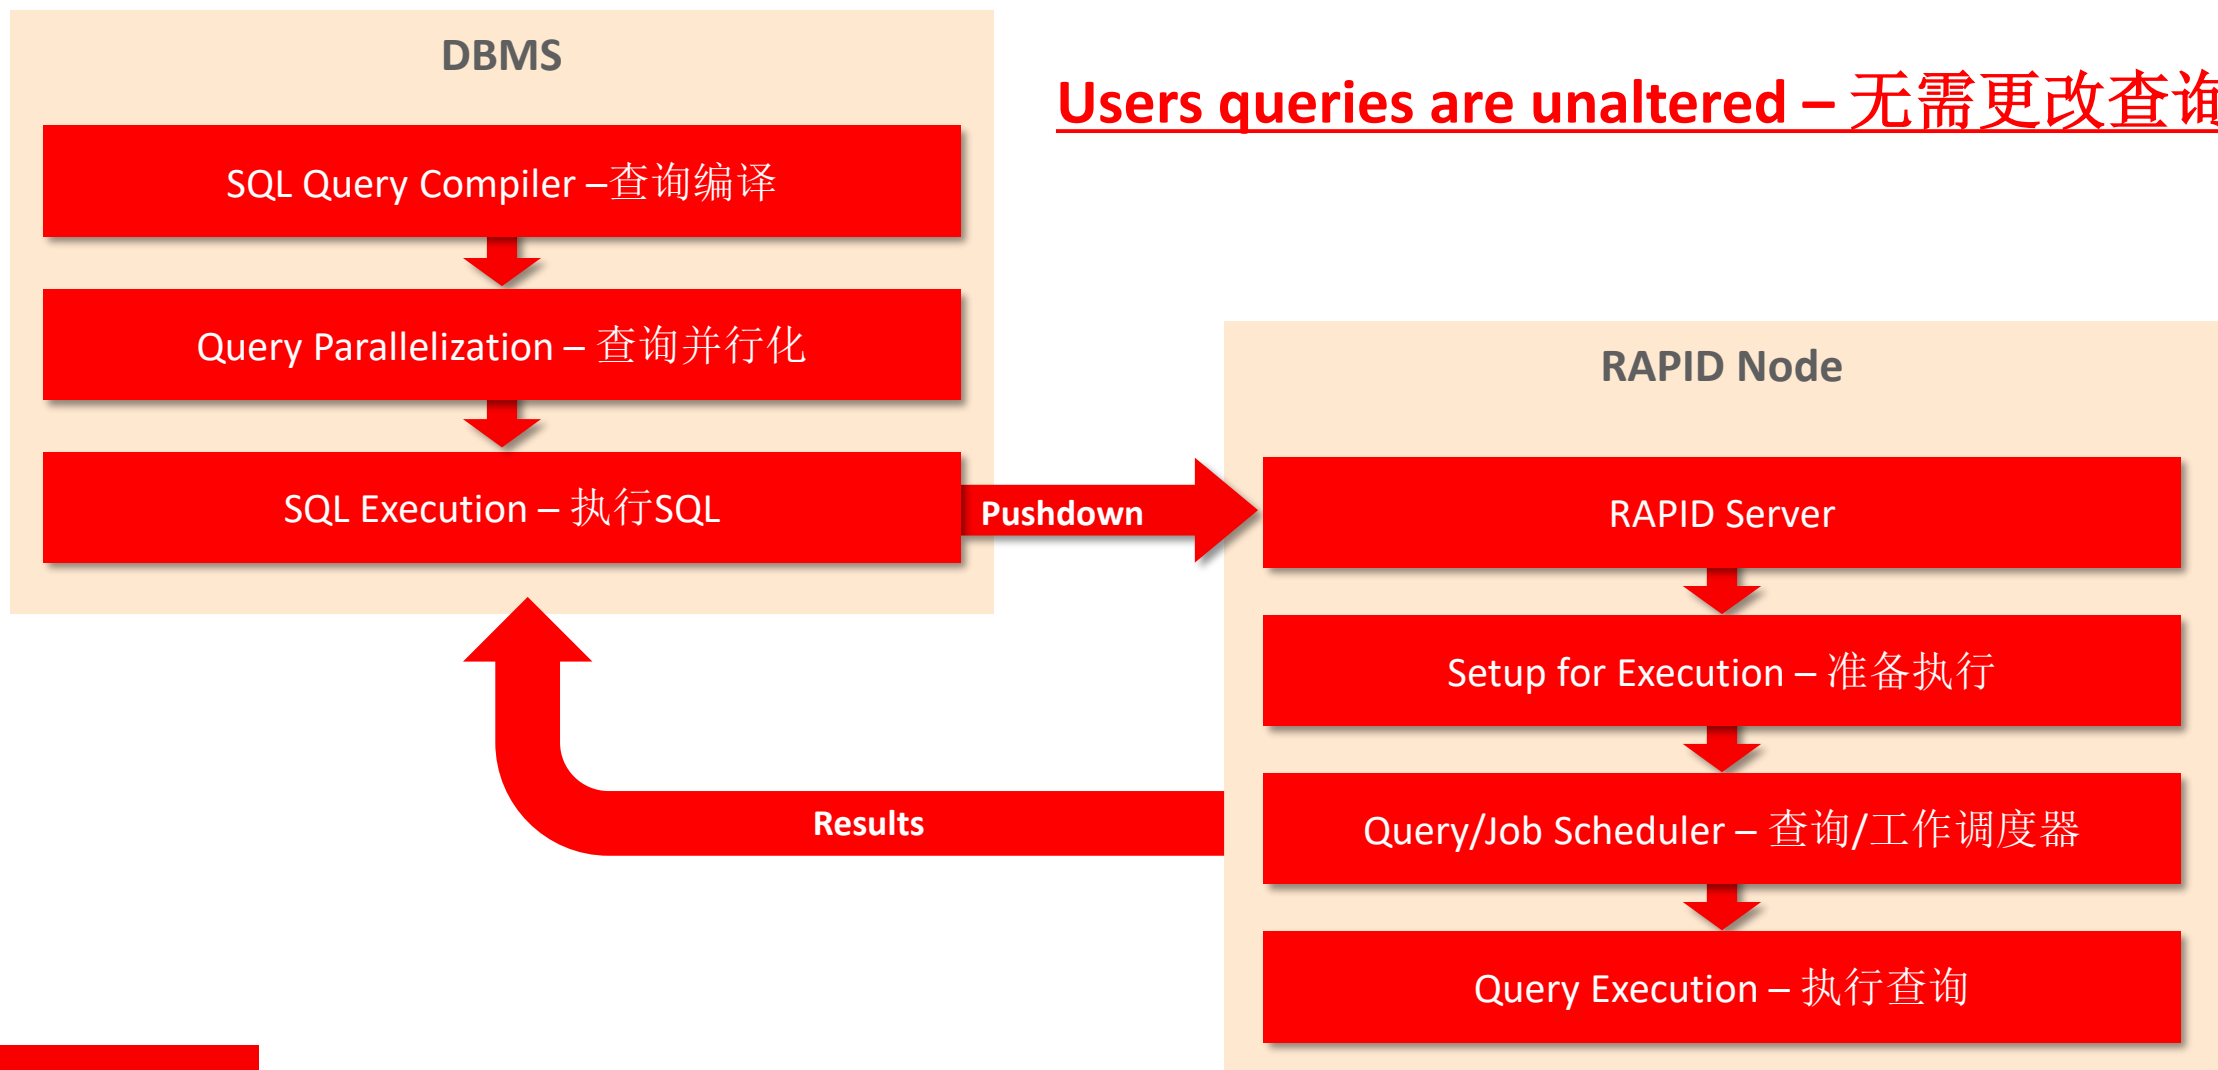 DBMS
Users queries are unaltered – 无需更改查询
SQL Query Compiler –查询编译
Query Parallelization – 查询并行化
SQL Execution – 执行SQL
Pushdown
RAPID Node
RAPID Server
Setup for Execution – 准备执行
Query/Job Scheduler – 查询/工作调度器
Query Execution – 执行查询
Results